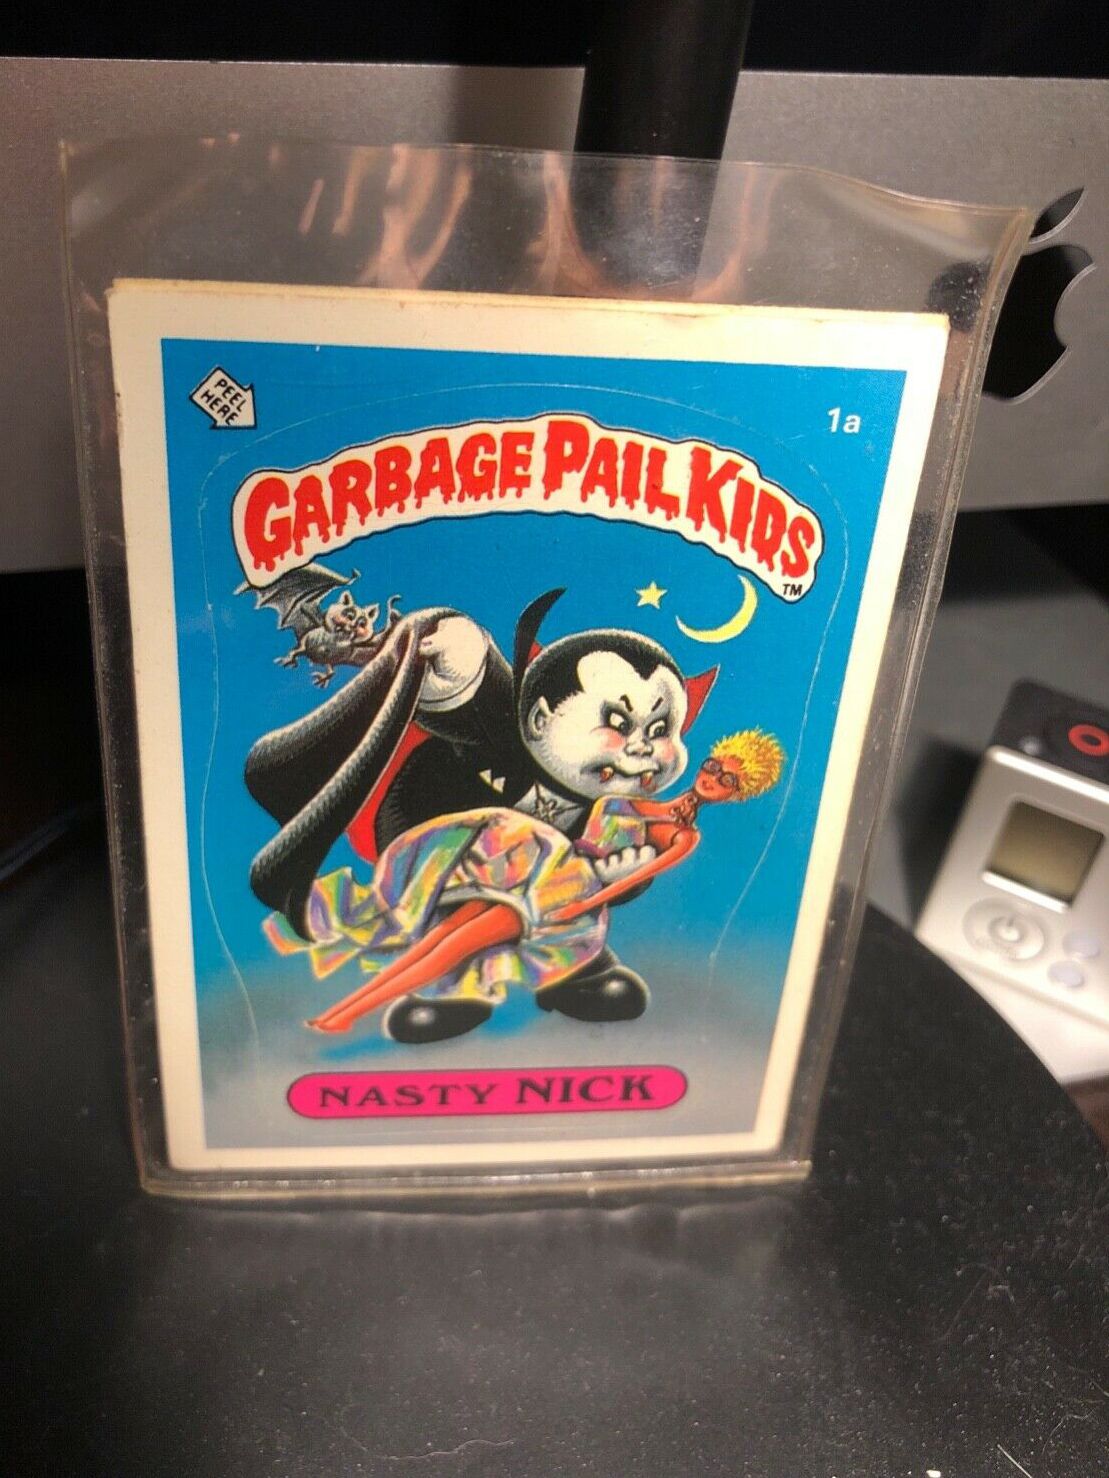 PEEL
HERE
1a
GARBAGE PAIL KIDS
TM
NASTY NICK